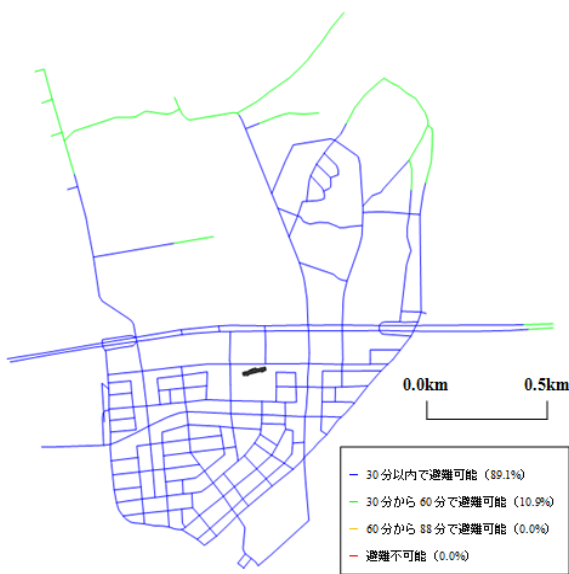 0.0km 0.5km
30分以内で避難可能（89.1%）
30分から60分で避難可能（10.9%）
60分から88分で避難可能（0.0%）
避難不可能（0.0%）